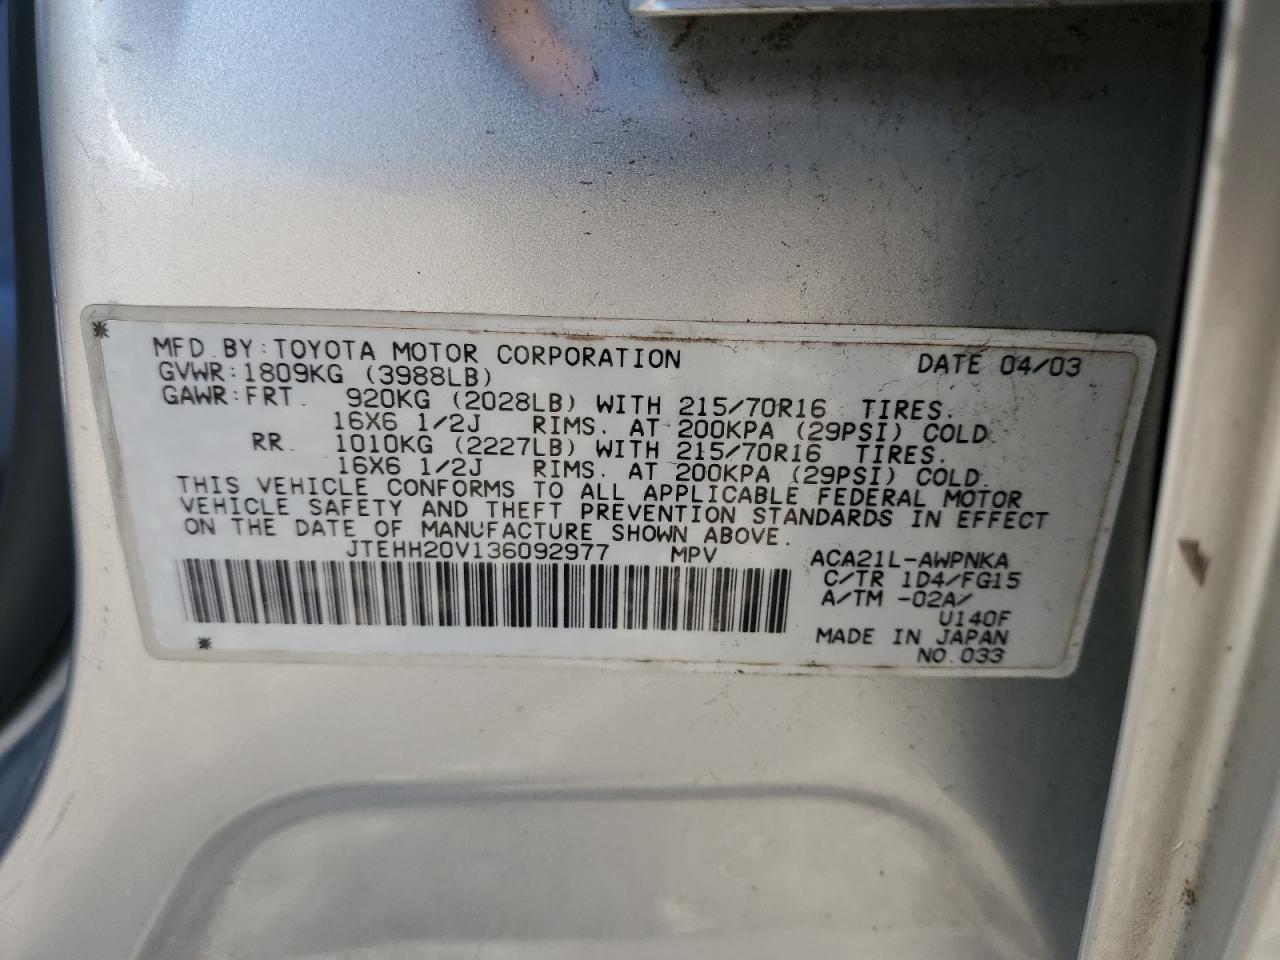 MFD.BY:TOYOTA MOTOR CORPORATION DATE 04/03
GVWR:1809KG (3988LB)
GAWR:FRT. 920KG (2028LB) WITH 215/70R16 TIRES.
16X6 1/2J RIMS. AT 200KPA (29PSI) COLD.
RR. 1010KG (2227LB) WITH 215/70R16 TIRES.
16X6 1/2J RIMS. AT 200KPA (29PSI) COLD.
THIS VEHICLE CONFORMS TO ALL APPLICABLE FEDERAL MOTOR
VEHICLE SAFETY AND THEFT PREVENTION STANDARDS IN EFFECT
ON THE DATE OF MANUFACTURE SHOWN ABOVE.
JTEHH20V136092977 MPV ACA21L-AWPNKA
C/TR 1D4/FG15
A/TM -02A/
U140F
MADE IN JAPAN
NO.033